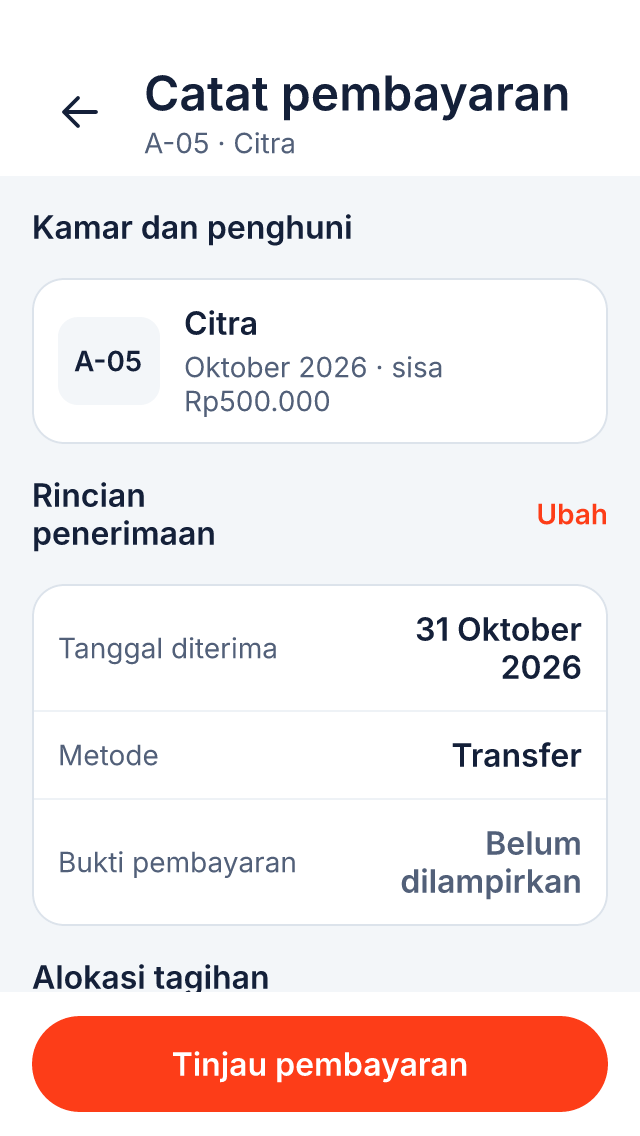 Catat pembayaran
A-05 · Citra
Kamar dan penghuni
A-05
Citra
Oktober 2026 · sisa
Rp500.000
Rincian
penerimaan
Ubah
Tanggal diterima
31 Oktober
2026
Metode
Transfer
Bukti pembayaran
Belum
dilampirkan
Alokasi tagihan
Tinjau pembayaran